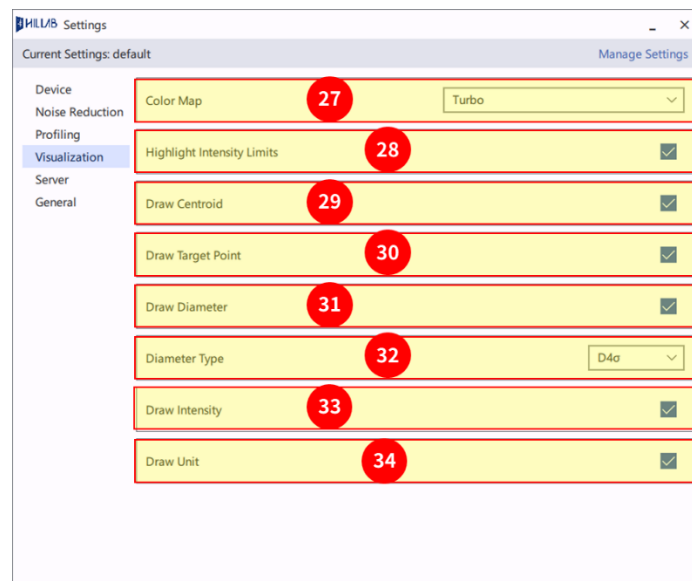 HILLAB Settings
Current Settings: default Manage Settings
Device
Noise Reduction
Profiling
Visualization
Server
General
Color Map 27 Turbo
Highlight Intensity Limits 28
Draw Centroid 29
Draw Target Point 30
Draw Diameter 31
Diameter Type 32 D4σ
Draw Intensity 33
Draw Unit 34